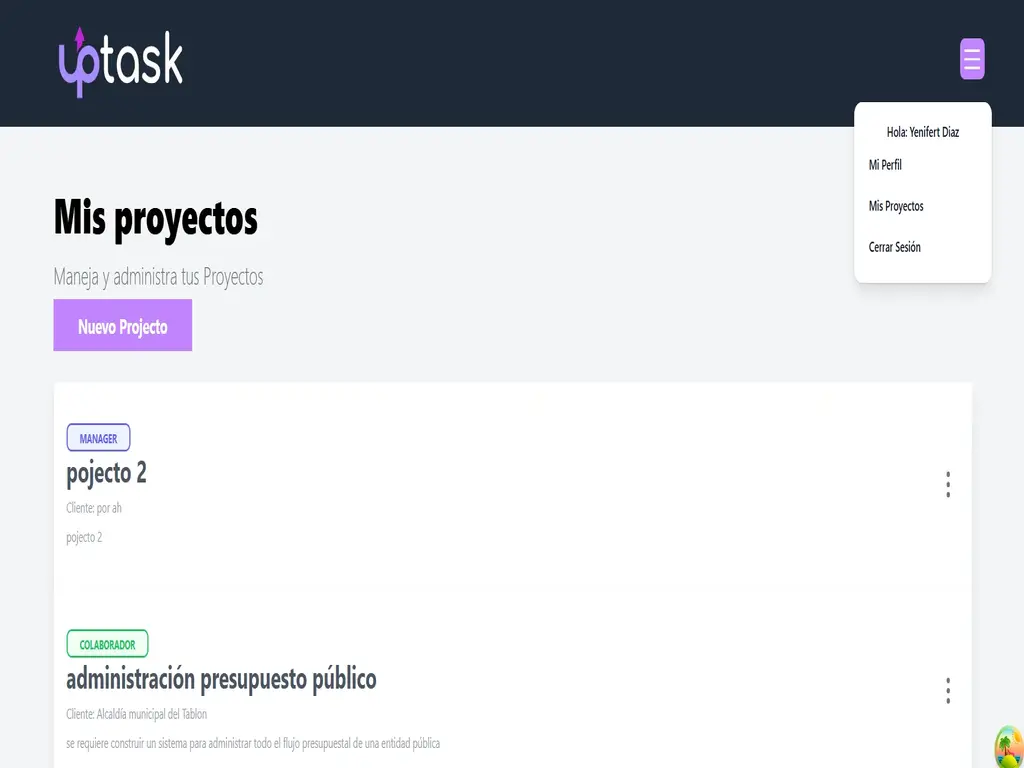 uptask
Hola: Yenifert Diaz
Mi Perfil
Mis Proyectos
Cerrar Sesión
Mis proyectos
Maneja y administra tus Proyectos
Nuevo Projecto
MANAGER
pojecto 2
Cliente: por ah
pojecto 2
COLABORADOR
administración presupuesto público
Cliente: Alcaldía municipal del Tablon
se requiere construir un sistema para administrar todo el flujo presupuestal de una entidad pública